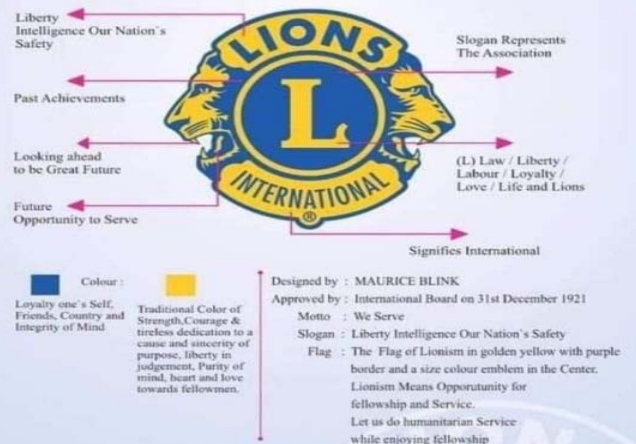 Liberty
Intelligence Our Nation's
Safety
LIONS
Slogan Represents
The Association
Past Achievements
L
Looking ahead
to be Great Future
(L) Law / Liberty /
Labour / Loyalty /
Love / Life and Lions
INTERNATIONAL
®
Future
Opportunity to Serve
Signifies International
Colour :
Loyalty one's Self,
Friends, Country and
Integrity of Mind
Traditional Color of
Strength,Courage &
tireless dedication to a
cause and sincerity of
purpose, liberty in
judgement, Purity of
mind, heart and love
towards fellowmen.
Designed by : MAURICE BLINK
Approved by : International Board on 31st December 1921
Motto : We Serve
Slogan : Liberty Intelligence Our Nation's Safety
Flag : The Flag of Lionism in golden yellow with purple
border and a size colour emblem in the Center.
Lionism Means Opporutunity for
fellowship and Service.
Let us do humanitarian Service
while enjoying fellowship